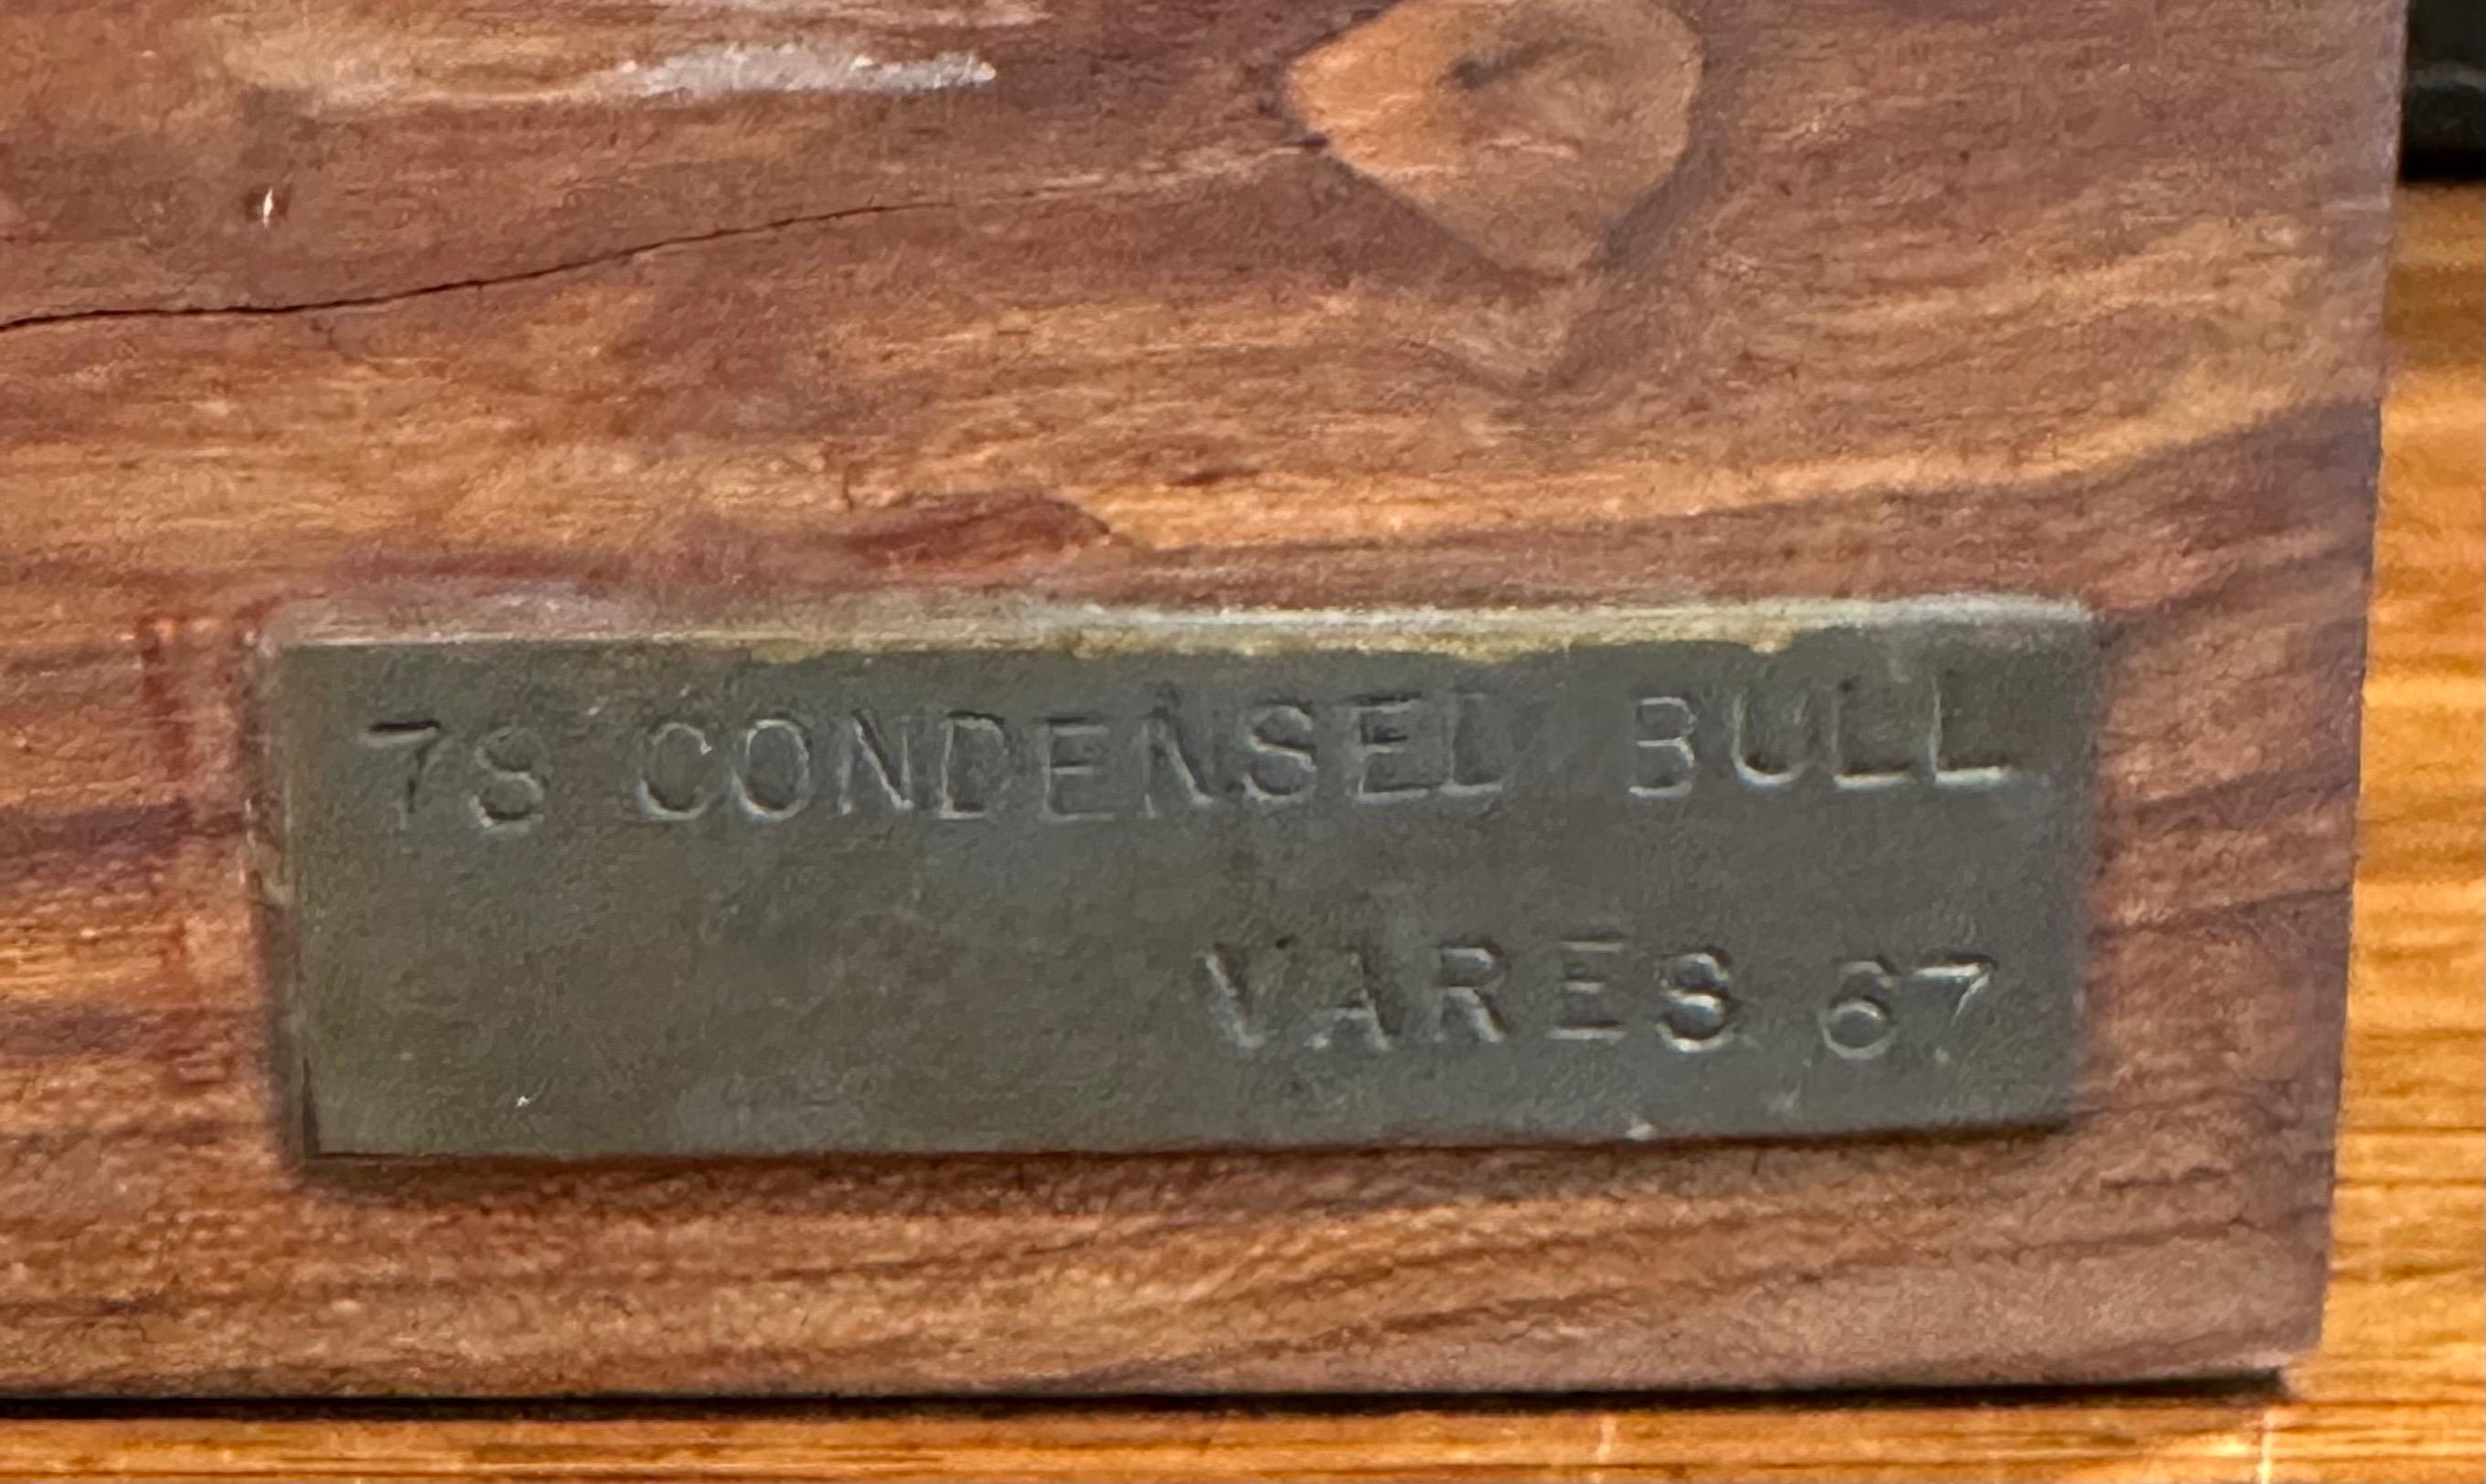 78 CONDENSED BULL
VARES 67